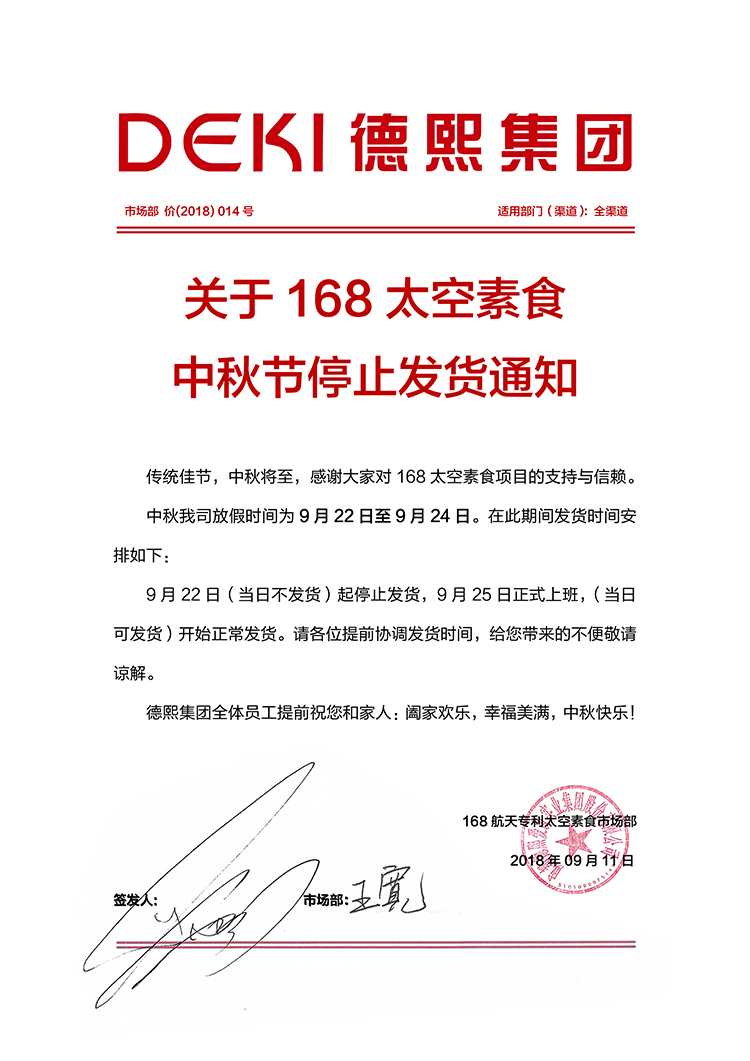 DEKI 德熙集团
市场部 价(2018) 014 号 适用部门（渠道）：全渠道
关于 168 太空素食
中秋节停止发货通知
传统佳节，中秋将至，感谢大家对 168 太空素食项目的支持与信赖。
中秋我司放假时间为 9 月 22 日至 9 月 24 日。在此期间发货时间安
排如下：
9 月 22 日（当日不发货）起停止发货，9 月 25 日正式上班，（当日
可发货）开始正常发货。请各位提前协调发货时间，给您带来的不便敬请
谅解。
德熙集团全体员工提前祝您和家人：阖家欢乐，幸福美满，中秋快乐！
168 航天专利太空素食市场部
2018 年 09 月 11 日
签发人： 市场部：王寛